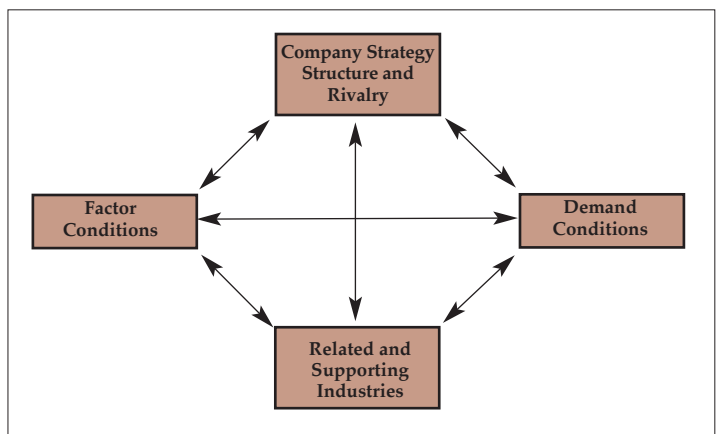 Company Strategy
Structure and
Rivalry
Factor
Conditions
Demand
Conditions
Related and
Supporting
Industries